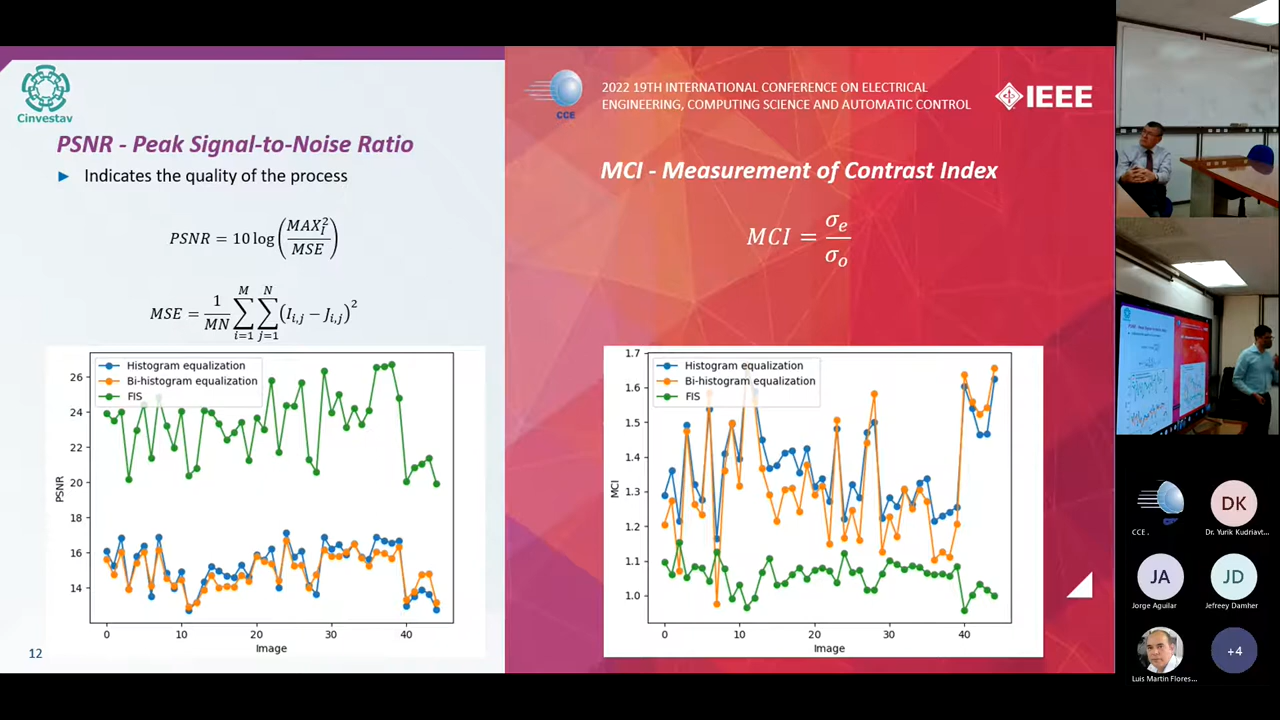 Cinvestav
PSNR - Peak Signal-to-Noise Ratio
► Indicates the quality of the process
PSNR = 10 log(MAX_I^2/MSE)
MSE = 1/MN ∑_{i=1}^{M} ∑_{j=1}^{N} (I_{i,j} − J_{i,j})^2
Histogram equalization
Bi-histogram equalization
FIS
PSNR
26
24
22
20
18
16
14
0 10 20 30 40
Image
12
CCE
2022 19TH INTERNATIONAL CONFERENCE ON ELECTRICAL
ENGINEERING, COMPUTING SCIENCE AND AUTOMATIC CONTROL
IEEE
MCI - Measurement of Contrast Index
MCI = σ_e/σ_o
Histogram equalization
Bi-histogram equalization
FIS
MCI
1.7
1.6
1.5
1.4
1.3
1.2
1.1
1.0
0 10 20 30 40
Image
CCE .
DK
Dr. Yurik Kudriavt...
JA
Jorge Aguilar
JD
Jefreey Damher
Luis Martin Flores...
+4